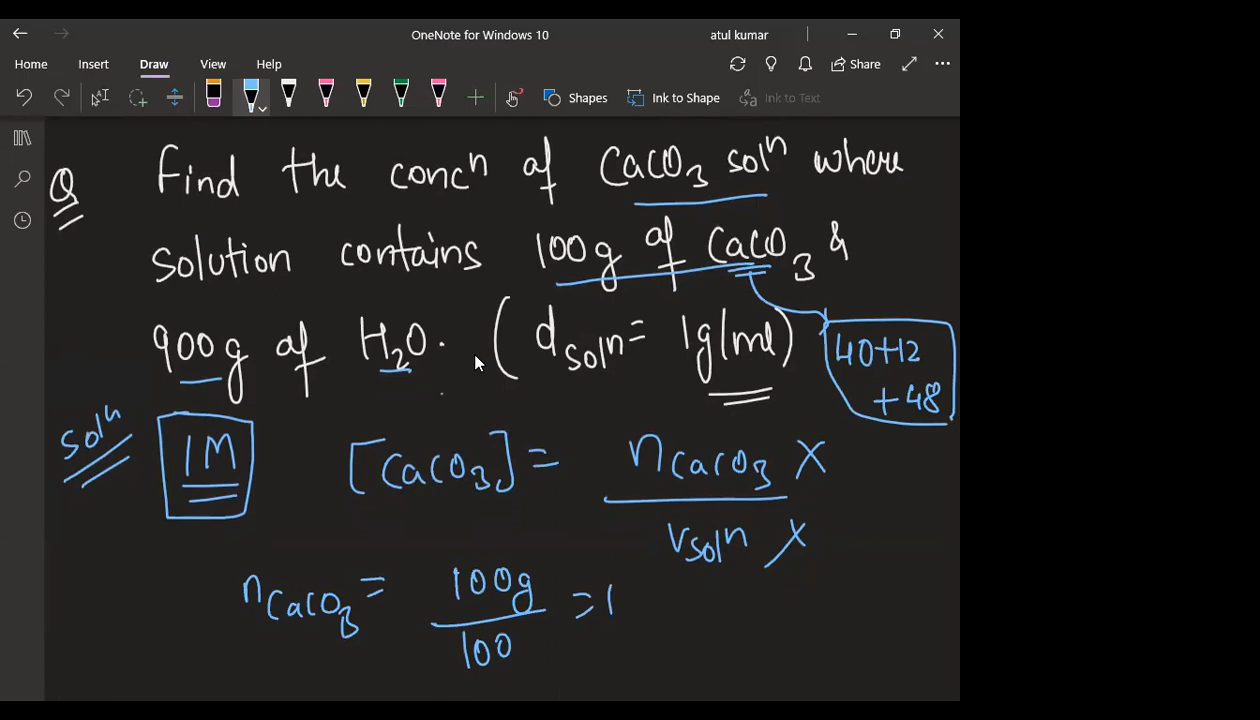 OneNote for Windows 10
atul kumar
Home Insert Draw View Help
Share
Shapes Ink to Shape Ink to Text
Q Find the concn of CaCO3 soln where
solution contains 100g of CaCO3 &
900g of H2O. (dsoln = 1g/ml)
40+12
+48
soln 1M [CaCO3] = nCaCO3 X
Vsoln X
nCaCO3 = 100g = 1
100